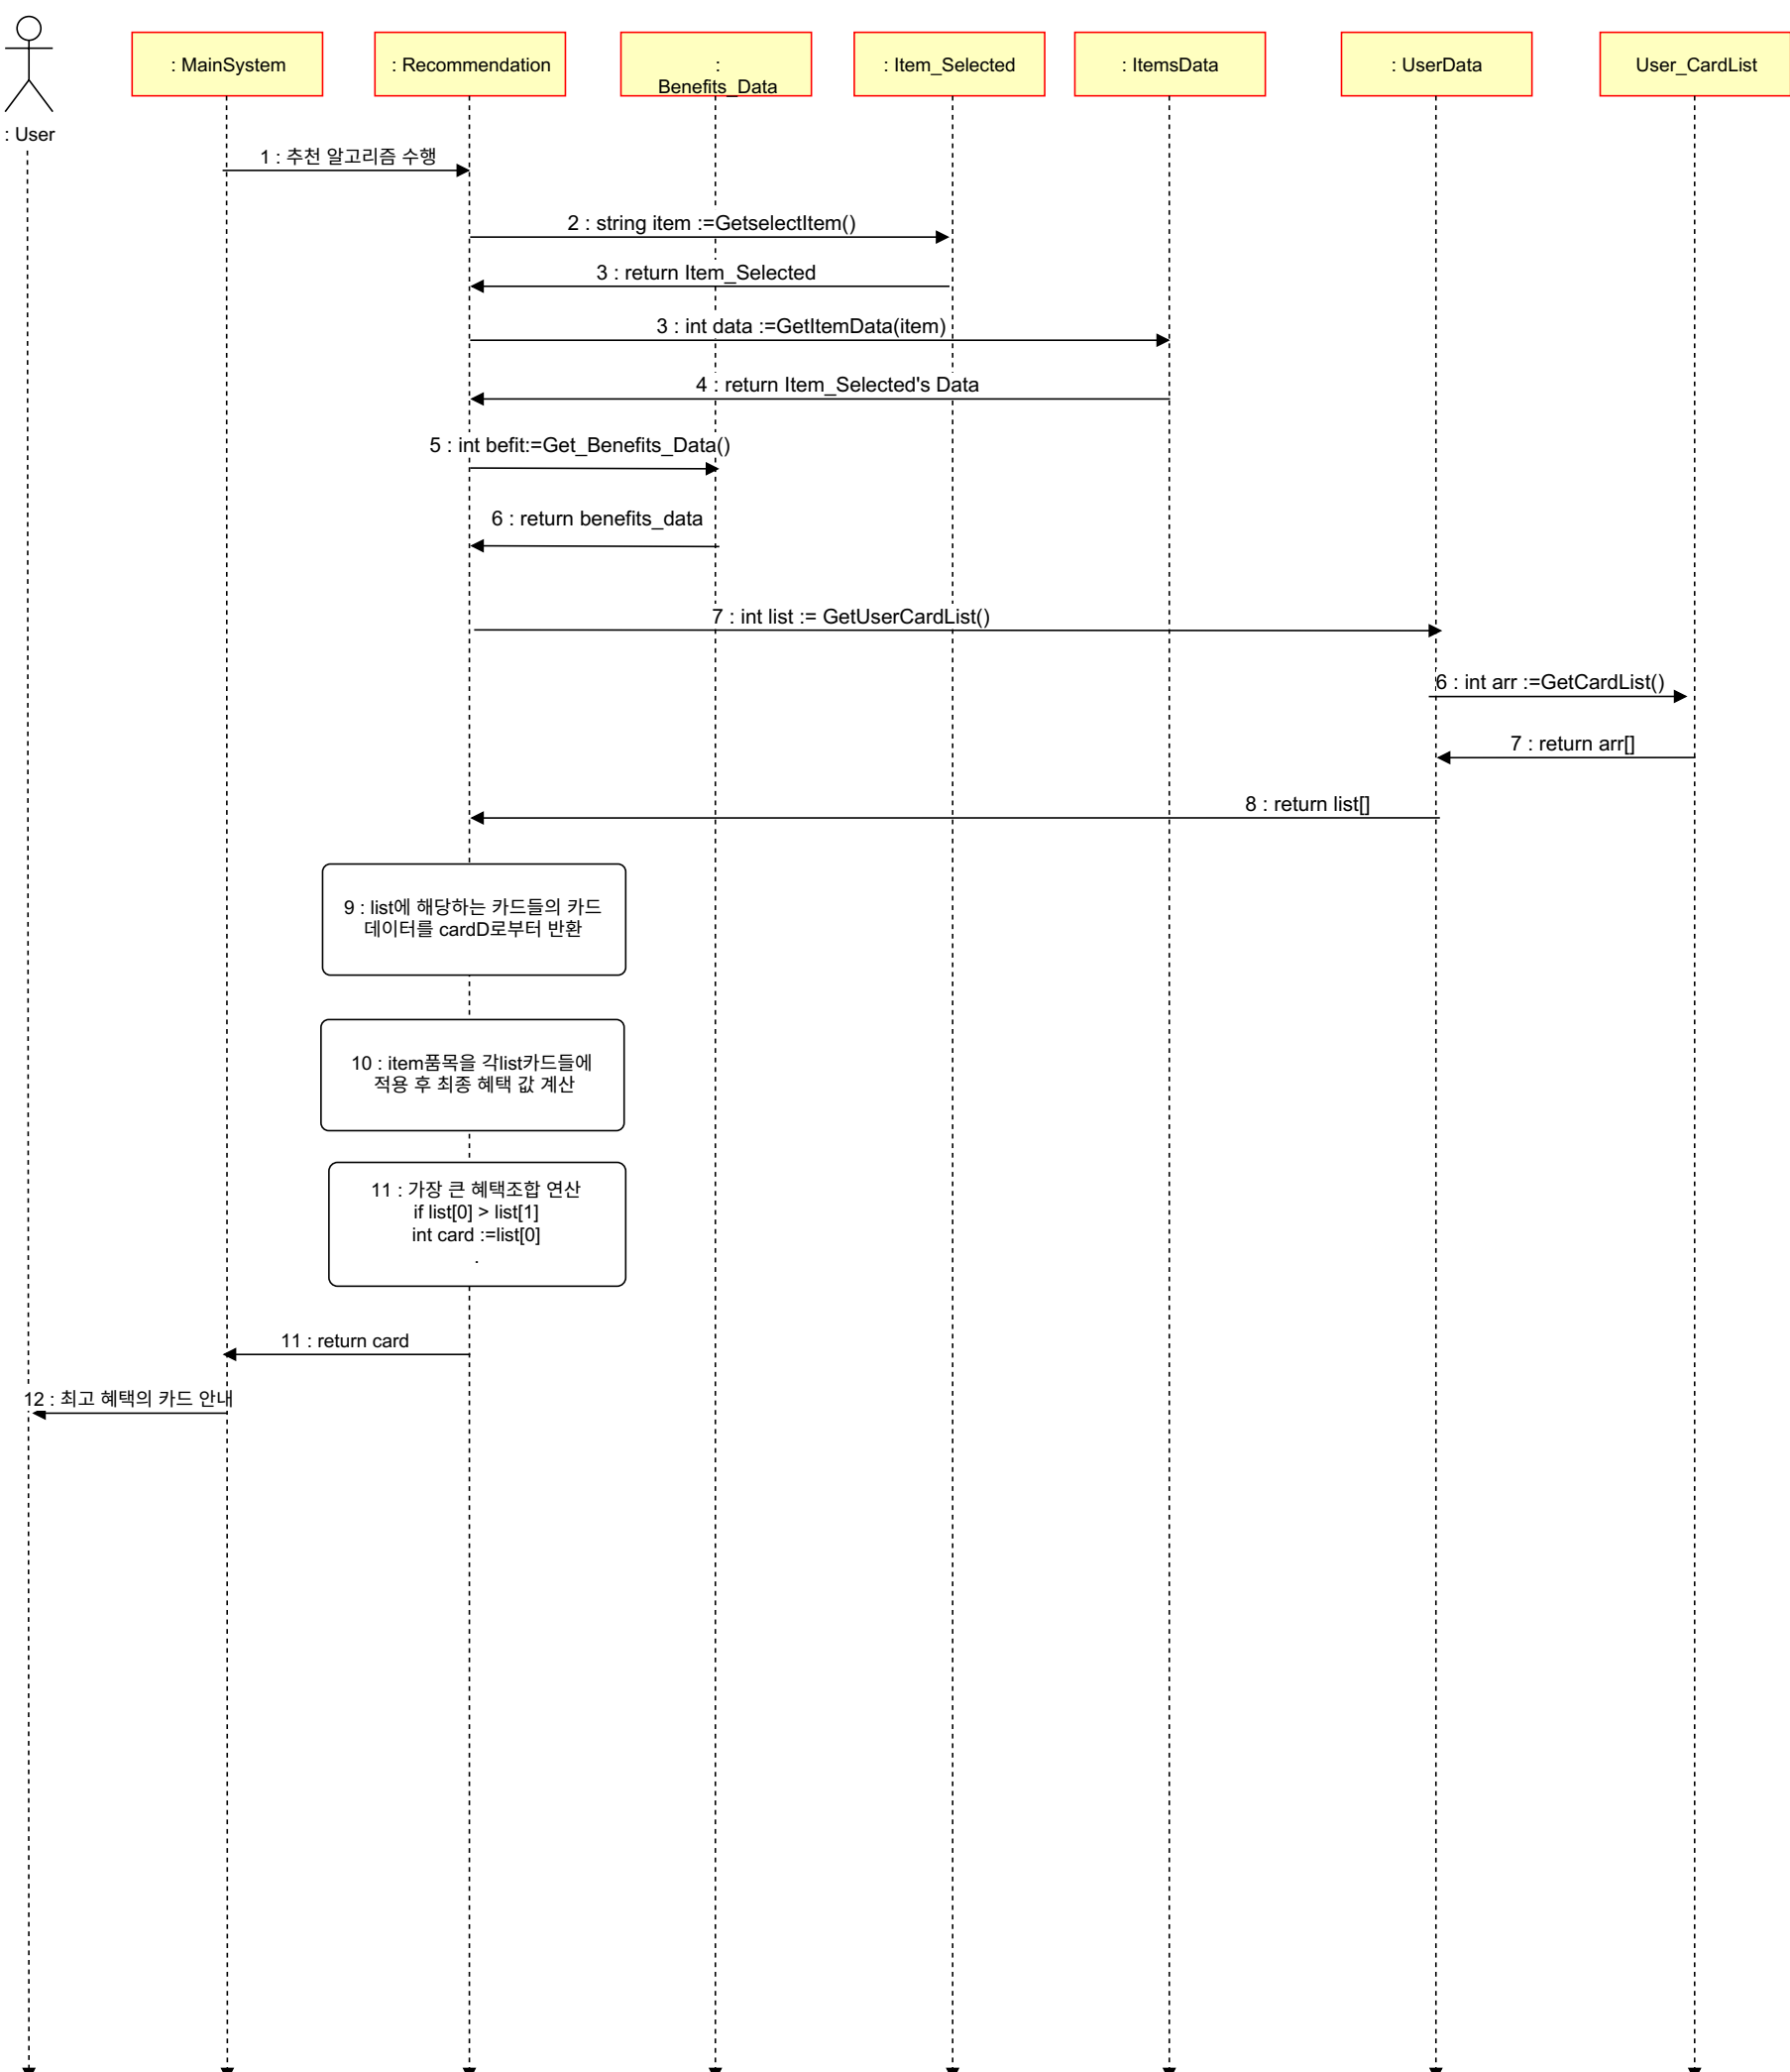 : User
: MainSystem
: Recommendation
:
Benefits_Data
: Item_Selected
: ItemsData
: UserData
User_CardList
1 : 추천 알고리즘 수행
2 : string item :=GetselectItem()
3 : return Item_Selected
3 : int data :=GetItemData(item)
4 : return Item_Selected's Data
5 : int befit:=Get_Benefits_Data()
6 : return benefits_data
7 : int list := GetUserCardList()
6 : int arr :=GetCardList()
7 : return arr[]
8 : return list[]
9 : list에 해당하는 카드들의 카드
데이터를 cardD로부터 반환
10 : item품목을 각list카드들에
적용 후 최종 혜택 값 계산
11 : 가장 큰 혜택조합 연산
if list[0] > list[1]
int card :=list[0]
.
11 : return card
12 : 최고 혜택의 카드 안내